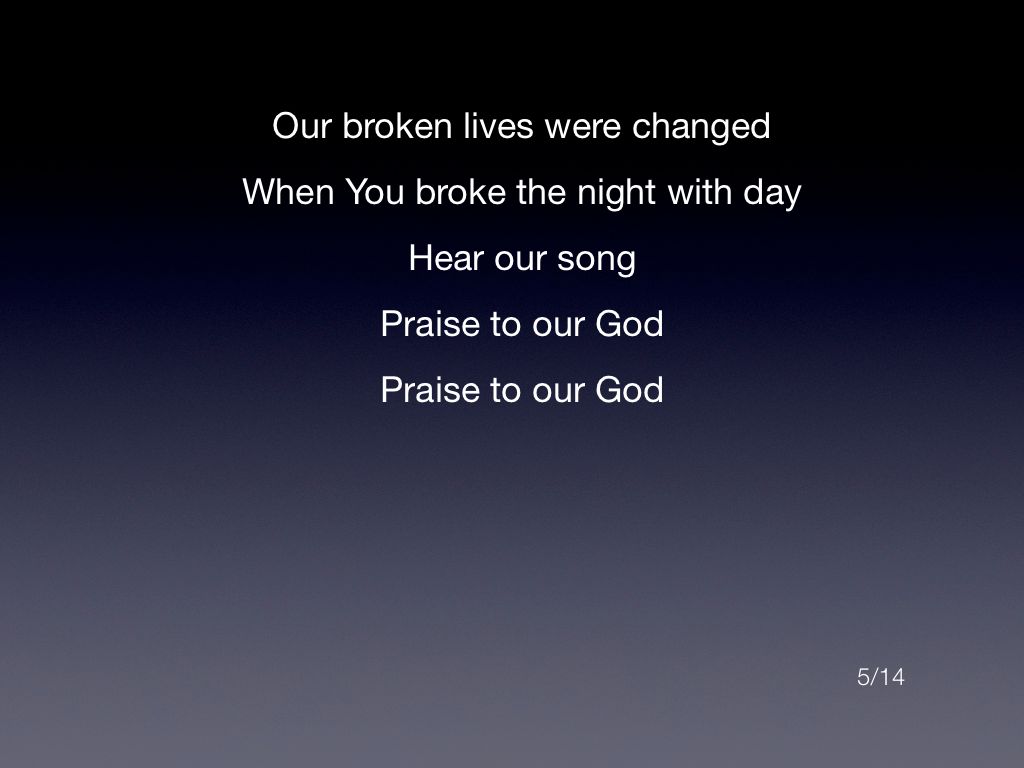 Our broken lives were changed
When You broke the night with day
Hear our song
Praise to our God
Praise to our God
5/14